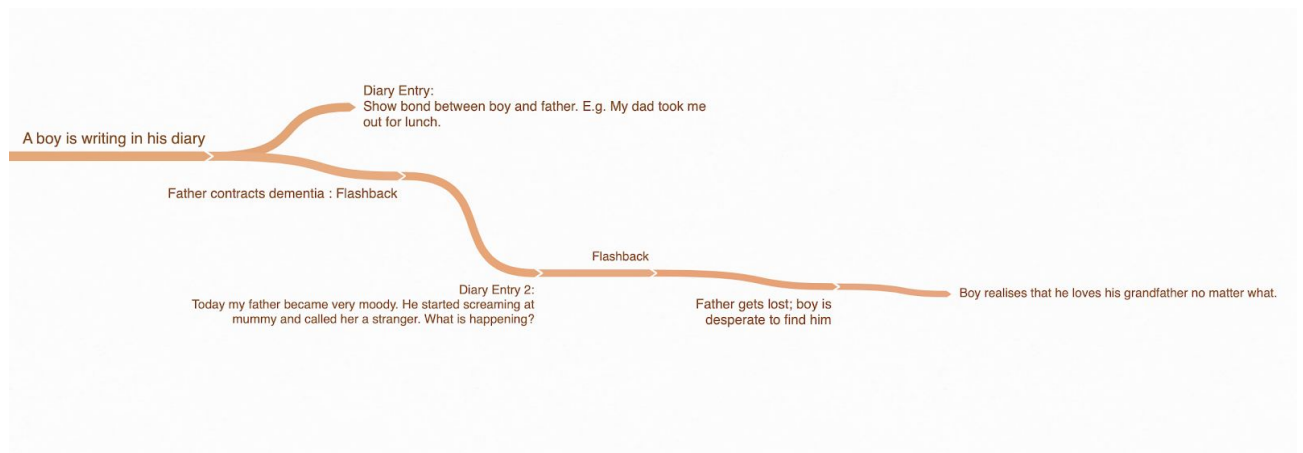 A boy is writing in his diary
Diary Entry:
Show bond between boy and father. E.g. My dad took me
out for lunch.
Father contracts dementia : Flashback
Diary Entry 2:
Today my father became very moody. He started screaming at
mummy and called her a stranger. What is happening?
Flashback
Father gets lost; boy is
desperate to find him
Boy realises that he loves his grandfather no matter what.